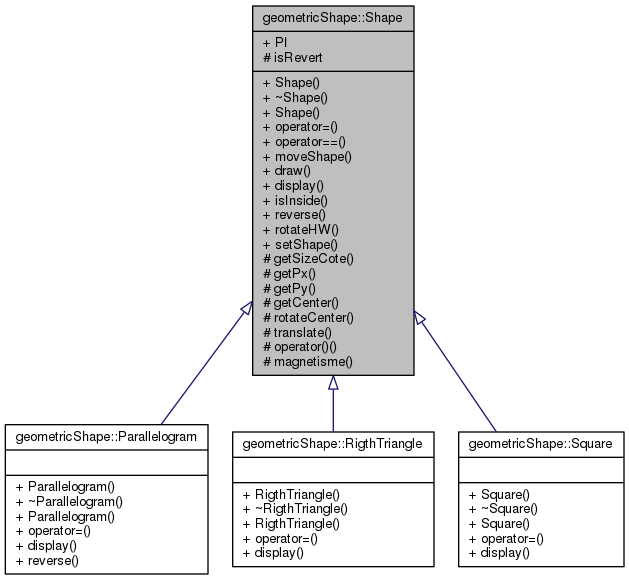 geometricShape::Shape
+ PI
# isRevert
+ Shape()
+ ~Shape()
+ Shape()
+ operator=()
+ operator==()
+ moveShape()
+ draw()
+ display()
+ isInside()
+ reverse()
+ rotateHW()
+ setShape()
# getSizeCote()
# getPx()
# getPy()
# getCenter()
# rotateCenter()
# translate()
# operator()()
# magnetisme()
geometricShape::Parallelogram
+ Parallelogram()
+ ~Parallelogram()
+ Parallelogram()
+ operator=()
+ display()
+ reverse()
geometricShape::RigthTriangle
+ RigthTriangle()
+ ~RigthTriangle()
+ RigthTriangle()
+ operator=()
+ display()
geometricShape::Square
+ Square()
+ ~Square()
+ Square()
+ operator=()
+ display()